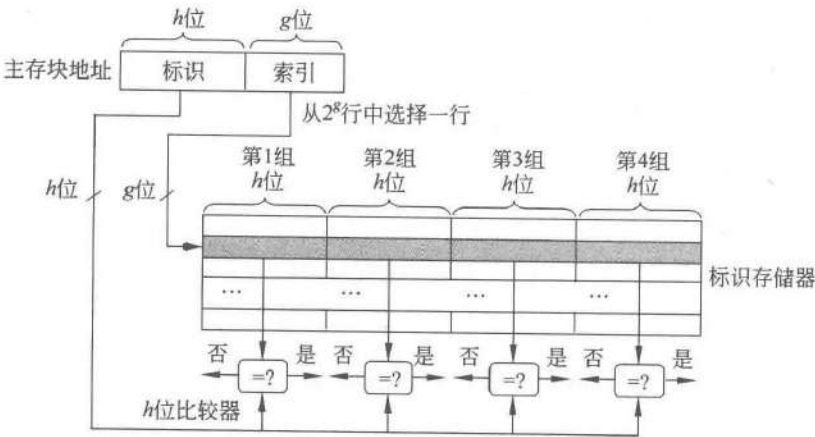 h位 g位
主存块地址 标识 索引
从2^g行中选择一行
第1组 第2组 第3组 第4组
h位 g位 h位 h位 h位 h位
标识存储器
… … … …
否 是 否 是 否 是 否 是
=? =? =? =?
h位比较器